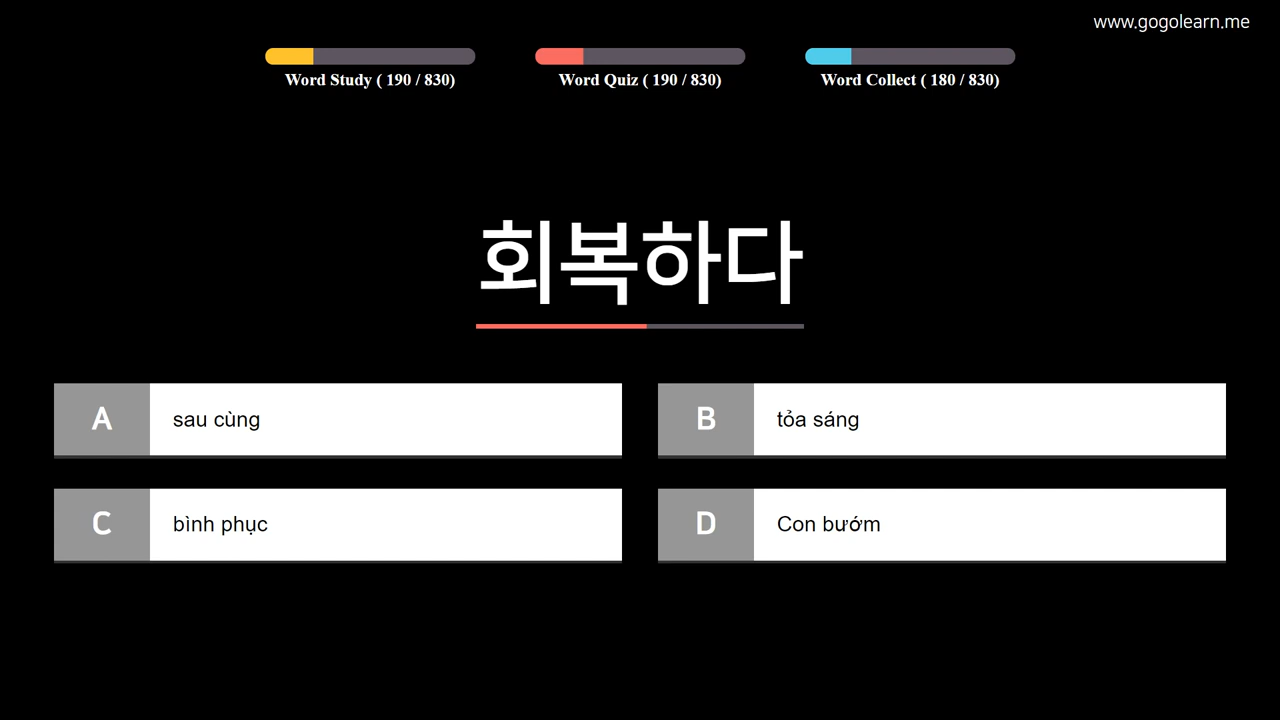 www.gogolearn.me
Word Study ( 190 / 830)
Word Quiz ( 190 / 830)
Word Collect ( 180 / 830)
회복하다
A sau cùng
B tỏa sáng
C bình phục
D Con bướm